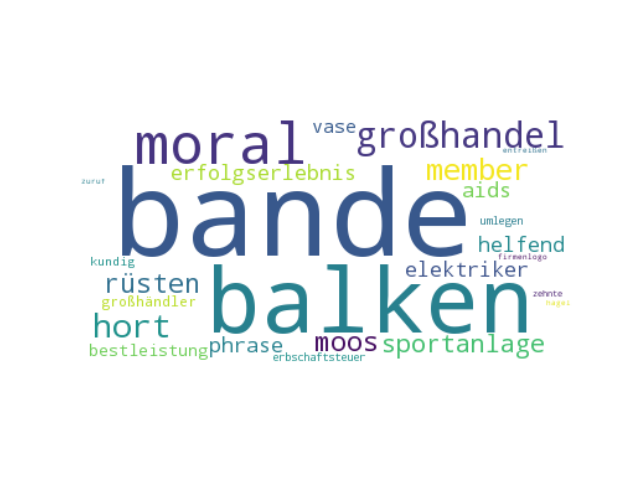 vase
großhandel
moral
entreißen
member
erfolgserlebnis
zuruf
aids
bande
umlegen
helfend
firmenlogo
kundig
elektriker
balken
rüsten
zehnte
großhändler
hagel
hort
moos
sportanlage
phrase
bestleistung
erbschaftsteuer